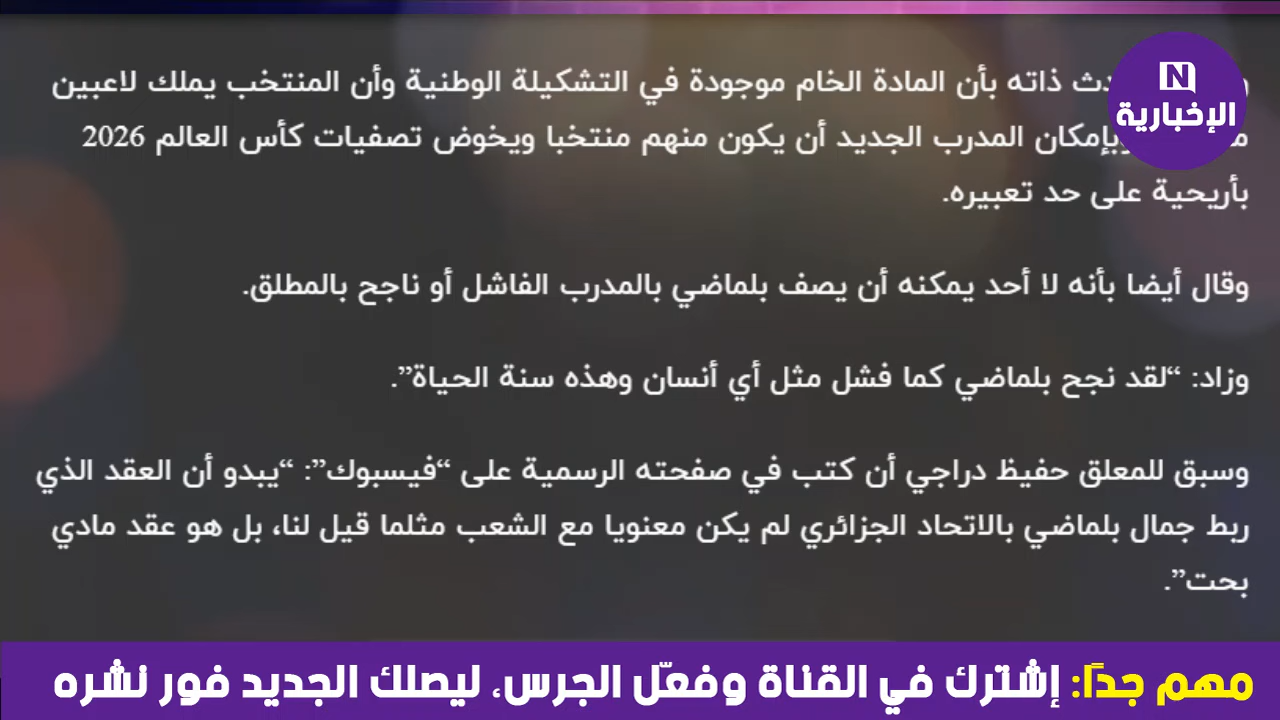 ذاته بأن المادة الخام موجودة في التشكيلة الوطنية وأن المنتخب يملك لاعبين
وبإمكان المدرب الجديد أن يكون منهم منتخبا ويخوض تصفيات كأس العالم 2026
بأريحية على حد تعبيره.
وقال أيضا بأنه لا أحد يمكنه أن يصف بلماضي بالمدرب الفاشل أو ناجح بالمطلق.
وزاد: “لقد نجح بلماضي كما فشل مثل أي أنسان وهذه سنة الحياة”.
وسبق للمعلق حفيظ دراجي أن كتب في صفحته الرسمية على “فيسبوك”: “يبدو أن العقد الذي
ربط جمال بلماضي بالاتحاد الجزائري لم يكن معنويا مع الشعب مثلما قيل لنا، بل هو عقد مادي
بحت”.
N
الإخبارية
مهم جدًا: إشترك في القناة وفعّل الجرس، ليصلك الجديد فور نشره